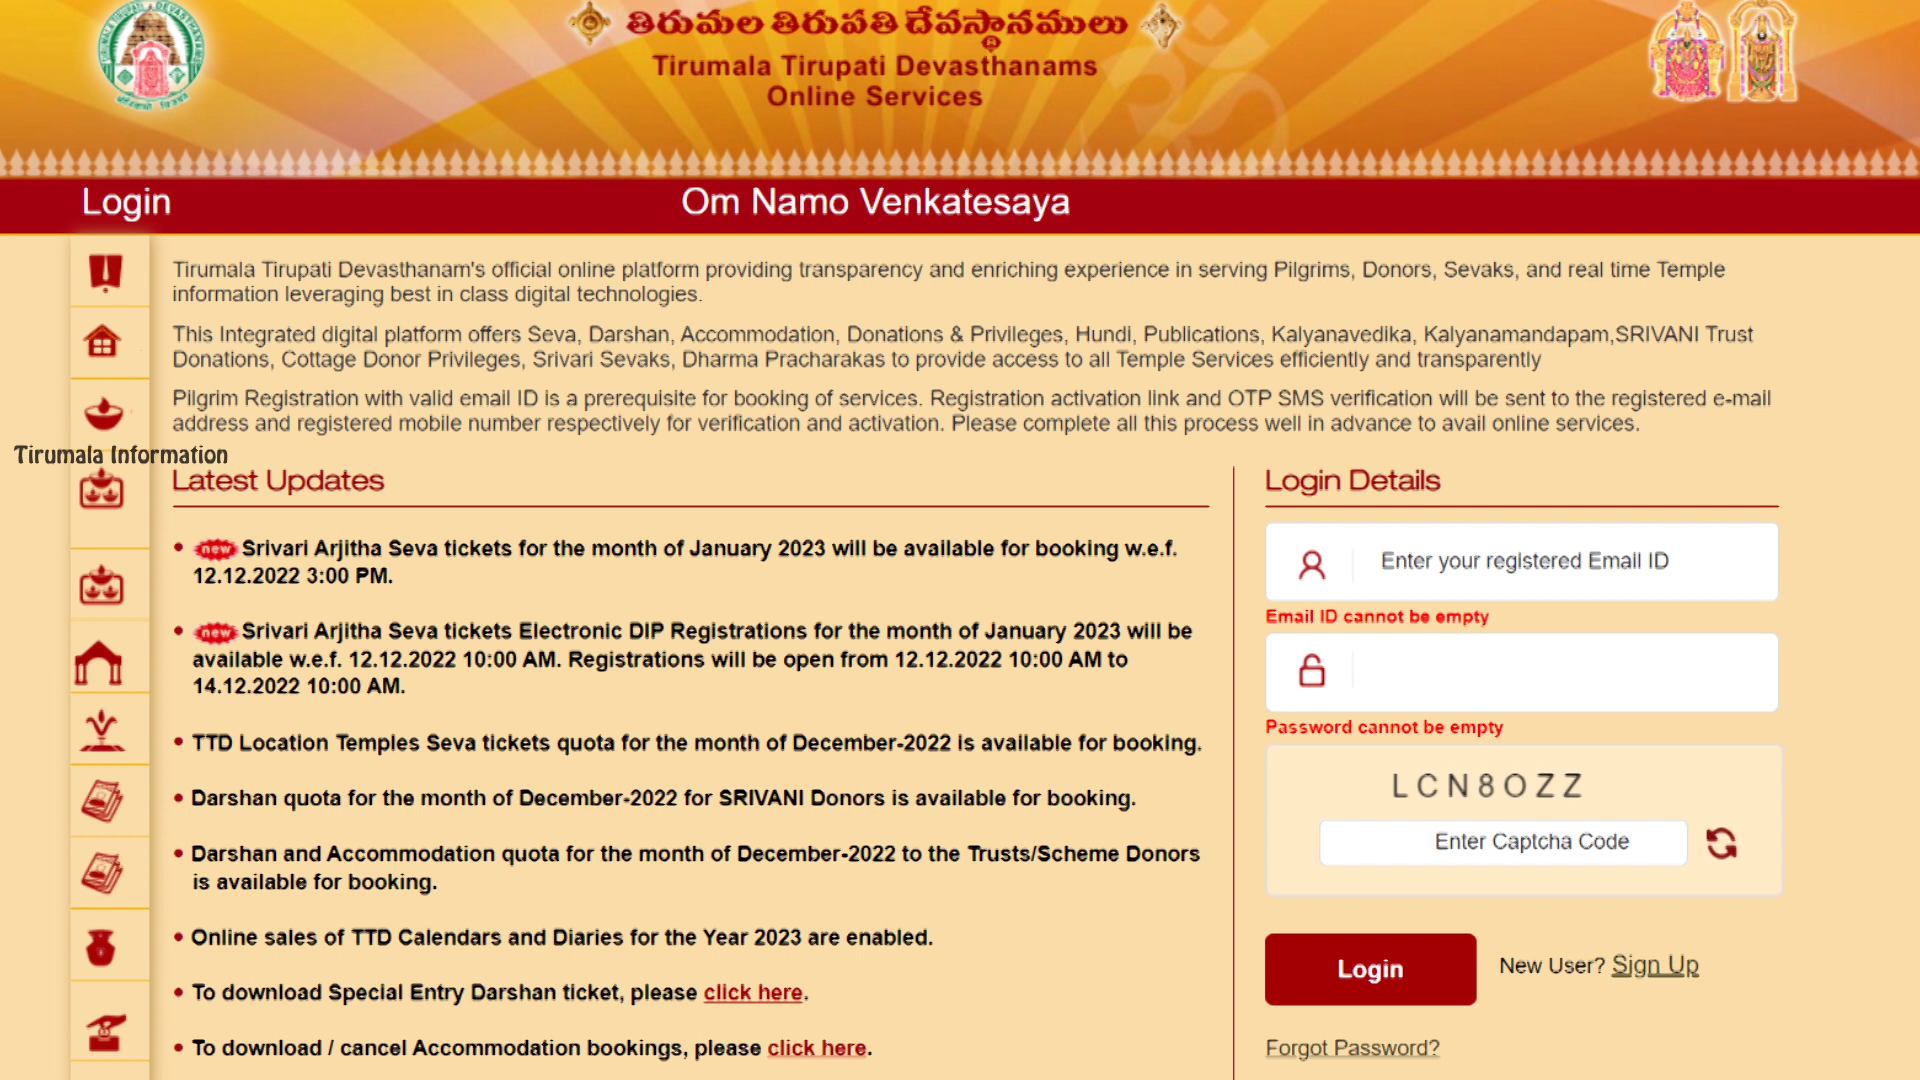 తిరుమల తిరుపతి దేవస్థానములు
Tirumala Tirupati Devasthanams
Online Services
Login
Om Namo Venkatesaya
Tirumala Tirupati Devasthanam's official online platform providing transparency and enriching experience in serving Pilgrims, Donors, Sevaks, and real time Temple
information leveraging best in class digital technologies.
This Integrated digital platform offers Seva, Darshan, Accommodation, Donations & Privileges, Hundi, Publications, Kalyanavedika, Kalyanamandapam,SRIVANI Trust
Donations, Cottage Donor Privileges, Srivari Sevaks, Dharma Pracharakas to provide access to all Temple Services efficiently and transparently
Pilgrim Registration with valid email ID is a prerequisite for booking of services. Registration activation link and OTP SMS verification will be sent to the registered e-mail
address and registered mobile number respectively for verification and activation. Please complete all this process well in advance to avail online services.
Tirumala Information
Latest Updates
• new Srivari Arjitha Seva tickets for the month of January 2023 will be available for booking w.e.f.
12.12.2022 3:00 PM.
• new Srivari Arjitha Seva tickets Electronic DIP Registrations for the month of January 2023 will be
available w.e.f. 12.12.2022 10:00 AM. Registrations will be open from 12.12.2022 10:00 AM to
14.12.2022 10:00 AM.
• TTD Location Temples Seva tickets quota for the month of December-2022 is available for booking.
• Darshan quota for the month of December-2022 for SRIVANI Donors is available for booking.
• Darshan and Accommodation quota for the month of December-2022 to the Trusts/Scheme Donors
is available for booking.
• Online sales of TTD Calendars and Diaries for the Year 2023 are enabled.
• To download Special Entry Darshan ticket, please click here.
• To download / cancel Accommodation bookings, please click here.
Login Details
Enter your registered Email ID
Email ID cannot be empty
Password cannot be empty
LCN8OZZ
Enter Captcha Code
Login
New User? Sign Up
Forgot Password?